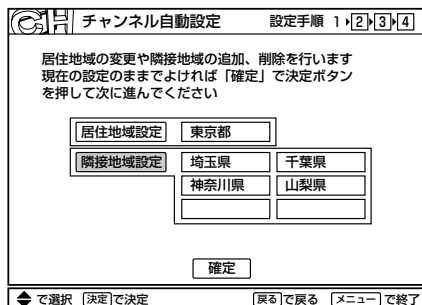 CH チャンネル自動設定 設定手順 1 2 3 4
居住地域の変更や隣接地域の追加、削除を行います
現在の設定のままでよければ「確定」で決定ボタン
を押して次に進んでください
居住地域設定 東京都
隣接地域設定 埼玉県 千葉県
神奈川県 山梨県
確定
で選択 決定で決定 戻るで戻る メニューで終了